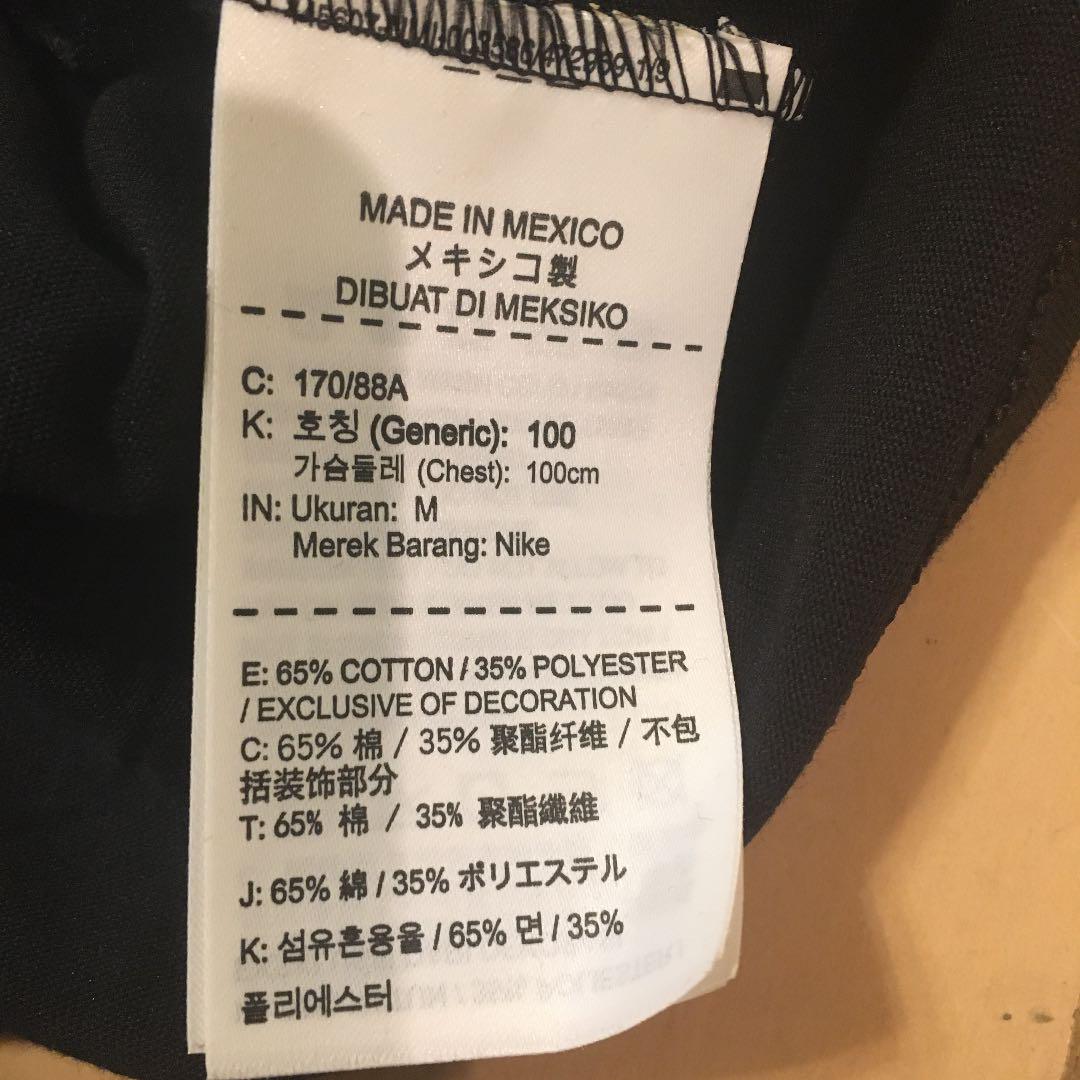 MADE IN MEXICO
メキシコ製
DIBUAT DI MEKSIKO
C: 170/88A
K: 호칭 (Generic): 100
가슴둘레 (Chest): 100cm
IN: Ukuran: M
Merek Barang: Nike
E: 65% COTTON / 35% POLYESTER
/ EXCLUSIVE OF DECORATION
C: 65% 棉 / 35% 聚酯纤维 / 不包
括装饰部分
T: 65% 棉 / 35% 聚酯纖維
J: 65% 綿 / 35% ポリエステル
K: 섬유혼용율 / 65% 면 / 35%
폴리에스터